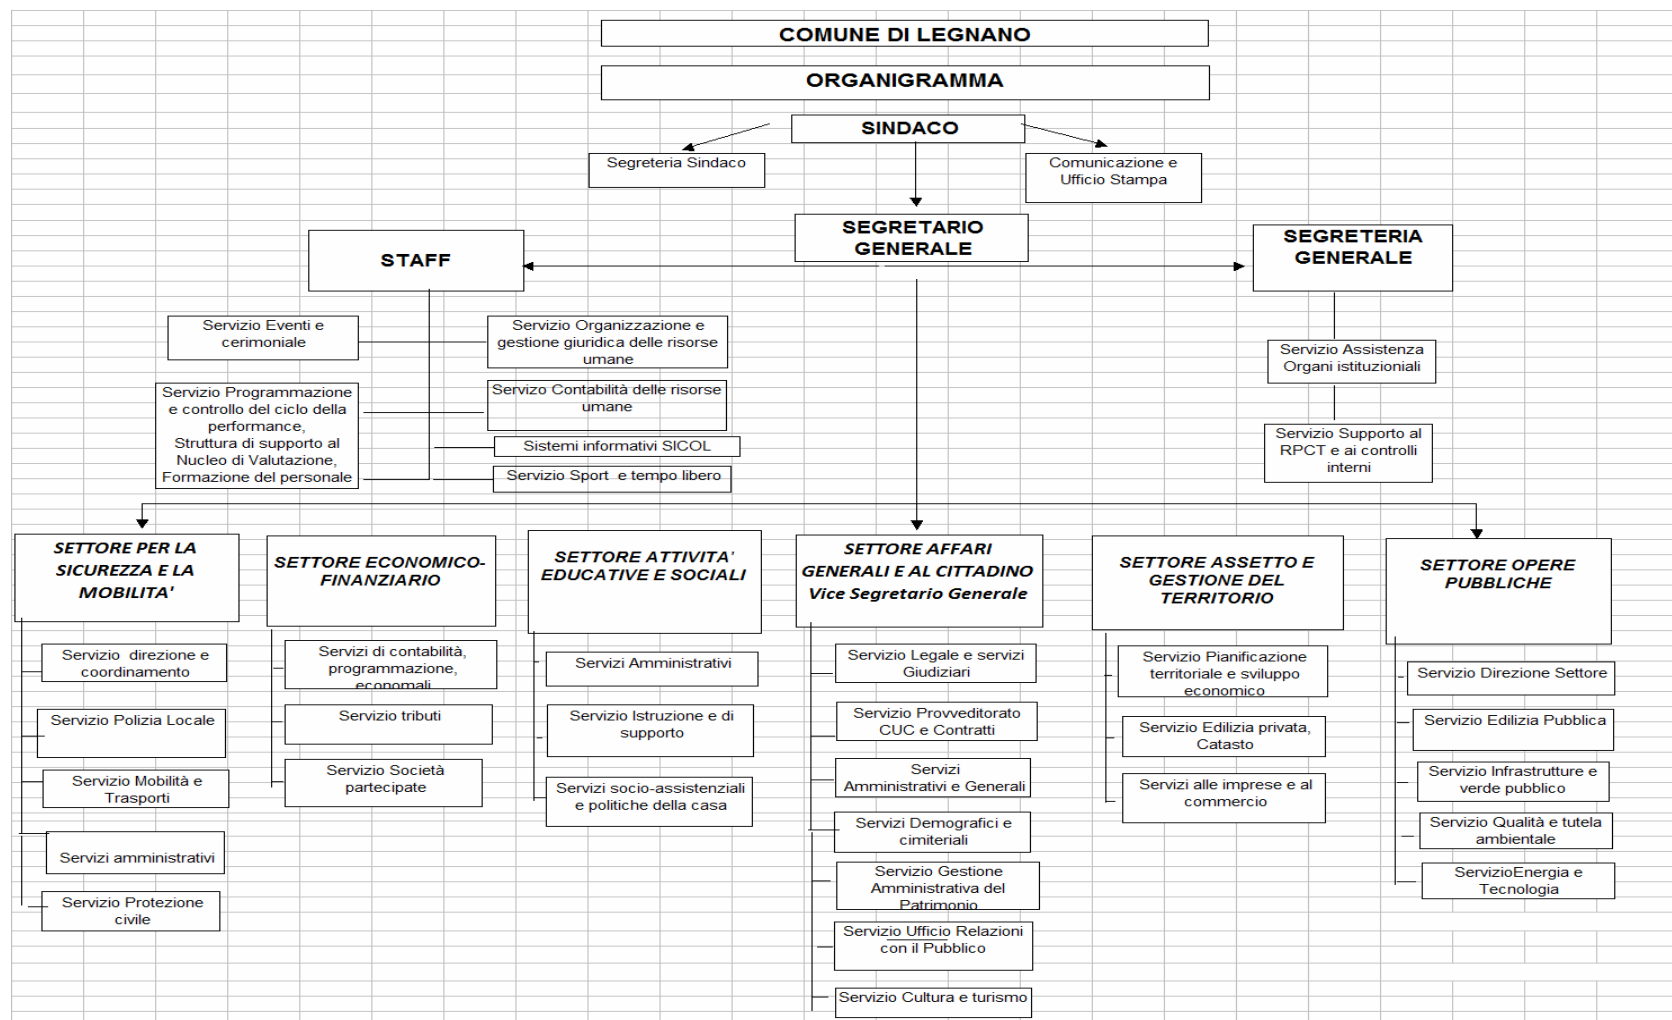 COMUNE DI LEGNANO
ORGANIGRAMMA
SINDACO
Segreteria Sindaco
Comunicazione e
Ufficio Stampa
SEGRETARIO
GENERALE
STAFF
SEGRETERIA
GENERALE
Servizio Eventi e
cerimoniale
Servizio Organizzazione e
gestione giuridica delle risorse
umane
Servizio Assistenza
Organi istituzionali
Servizio Programmazione
e controllo del ciclo della
performance,
Struttura di supporto al
Nucleo di Valutazione,
Formazione del personale
Servizo Contabilità delle risorse
umane
Sistemi informativi SICOL
Servizio Sport e tempo libero
Servizio Supporto al
RPCT e ai controlli
interni
SETTORE PER LA
SICUREZZA E LA
MOBILITA'
Servizio direzione e
coordinamento
Servizio Polizia Locale
Servizio Mobilità e
Trasporti
Servizi amministrativi
Servizio Protezione
civile
SETTORE ECONOMICO-
FINANZIARIO
Servizi di contabilità,
programmazione,
economali
Servizio tributi
Servizio Società
partecipate
SETTORE ATTIVITA'
EDUCATIVE E SOCIALI
Servizi Amministrativi
Servizio Istruzione e di
supporto
Servizi socio-assistenziali
e politiche della casa
SETTORE AFFARI
GENERALI E AL CITTADINO
Vice Segretario Generale
Servizio Legale e servizi
Giudiziari
Servizio Provveditorato
CUC e Contratti
Servizi
Amministrativi e Generali
Servizi Demografici e
cimiteriali
Servizio Gestione
Amministrativa del
Patrimonio
Servizio Ufficio Relazioni
con il Pubblico
Servizio Cultura e turismo
SETTORE ASSETTO E
GESTIONE DEL
TERRITORIO
Servizio Pianificazione
territoriale e sviluppo
economico
Servizio Edilizia privata,
Catasto
Servizi alle imprese e al
commercio
SETTORE OPERE
PUBBLICHE
Servizio Direzione Settore
Servizio Edilizia Pubblica
Servizio Infrastrutture e
verde pubblico
Servizio Qualità e tutela
ambientale
ServizioEnergia e
Tecnologia